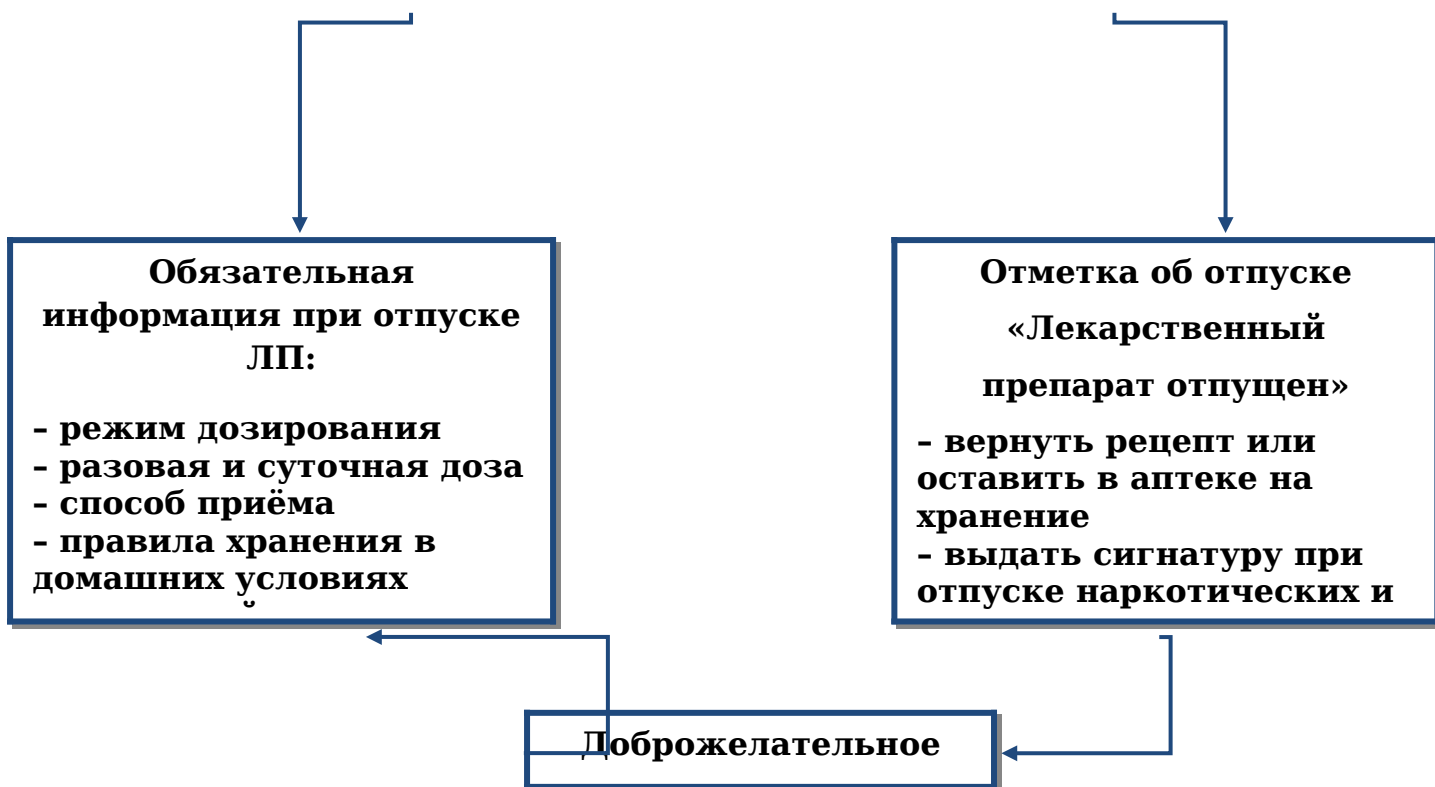 Обязательная
информация при отпуске
ЛП:
– режим дозирования
– разовая и суточная доза
– способ приёма
– правила хранения в
домашних условиях
Отметка об отпуске
«Лекарственный
препарат отпущен»
– вернуть рецепт или
оставить в аптеке на
хранение
– выдать сигнатуру при
отпуске наркотических и
Доброжелательное